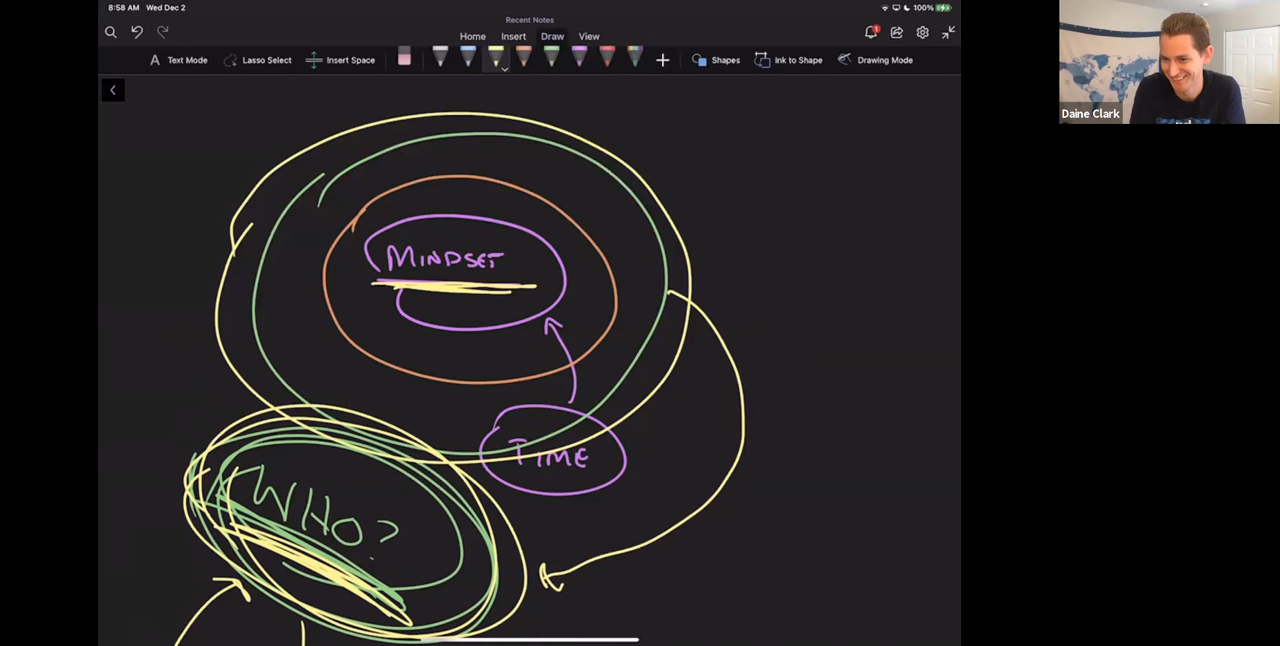 8:58 AM Wed Dec 2
100%
Recent Notes
Home Insert Draw View
1
Text Mode Lasso Select Insert Space Shapes Ink to Shape Drawing Mode
Daine Clark
MINDSET
TIME
WHO?